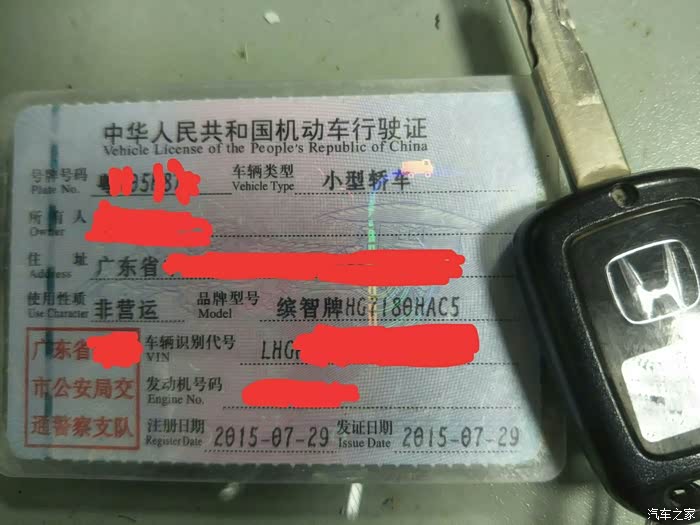 中华人民共和国机动车行驶证
Vehicle License of the People's Republic of China
号牌号码 车辆类型 小型轿车
Plate No. Vehicle Type
所有人
Owner
住址 广东省
Address
使用性质 非营运 品牌型号 缤智牌HG7180HAC5
Use Character Model
广东省 车辆识别代号 LHG
VIN
市公安局交 发动机号码
Engine No.
通警察支队 注册日期 2015-07-29 发证日期 2015-07-29
Register Date Issue Date
汽车之家